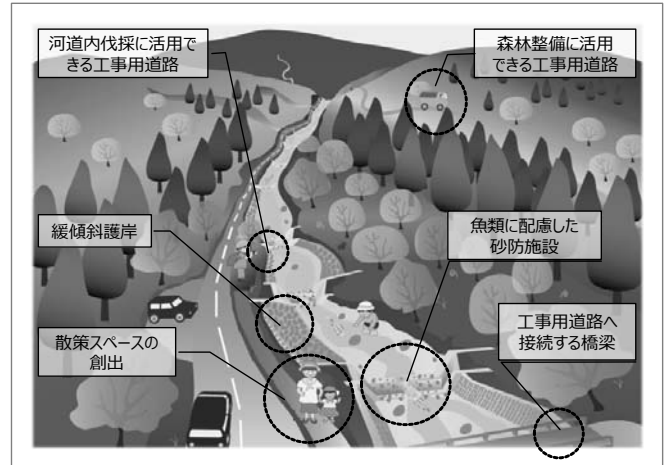 河道内伐採に活用で
きる工事用道路
森林整備に活用
できる工事用道路
緩傾斜護岸
魚類に配慮した
砂防施設
散策スペースの
創出
工事用道路へ
接続する橋梁